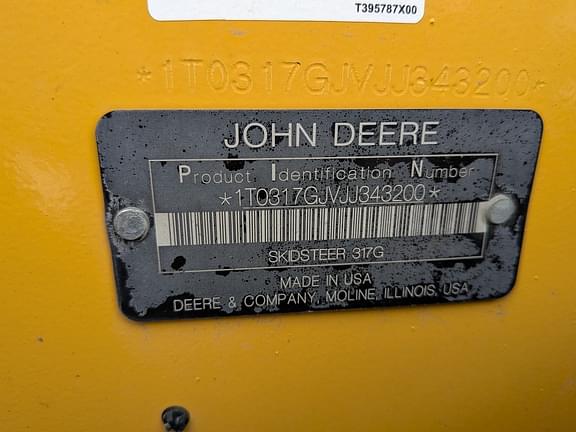 T395787X00
*1T0317GJVJJ343200*
JOHN DEERE
Product Identification Number
*1T0317GJVJJ343200*
SKIDSTEER 317G
MADE IN USA
DEERE & COMPANY, MOLINE, ILLINOIS, USA